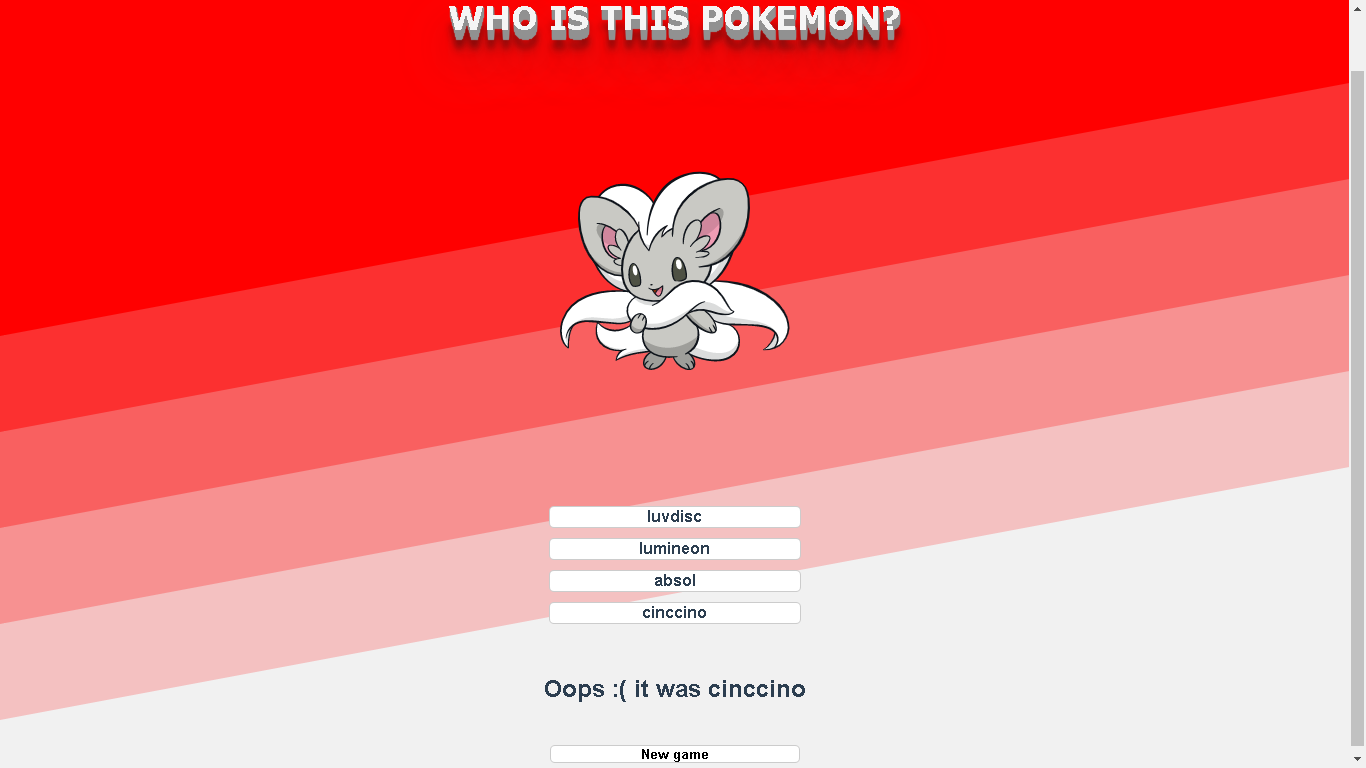 WHO IS THIS POKEMON?
luvdisc
lumineon
absol
cinccino
Oops :( it was cinccino
New game